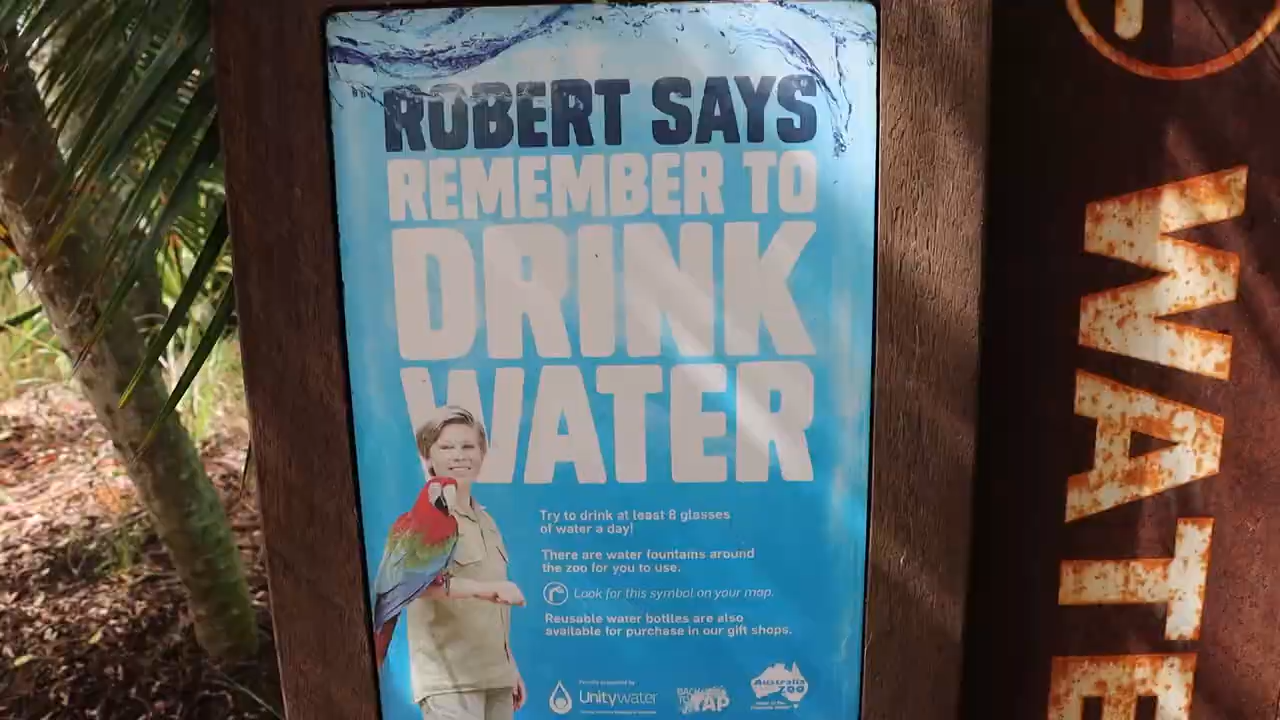 ROBERT SAYS
REMEMBER TO
DRINK
WATER
Try to drink at least 8 glasses
of water a day!
There are water fountains around
the zoo for you to use.
Look for this symbol on your map.
Reusable water bottles are also
available for purchase in our gift shops.
Proudly supported by
Unitywater
TAP
Australia
ZOO
WATE